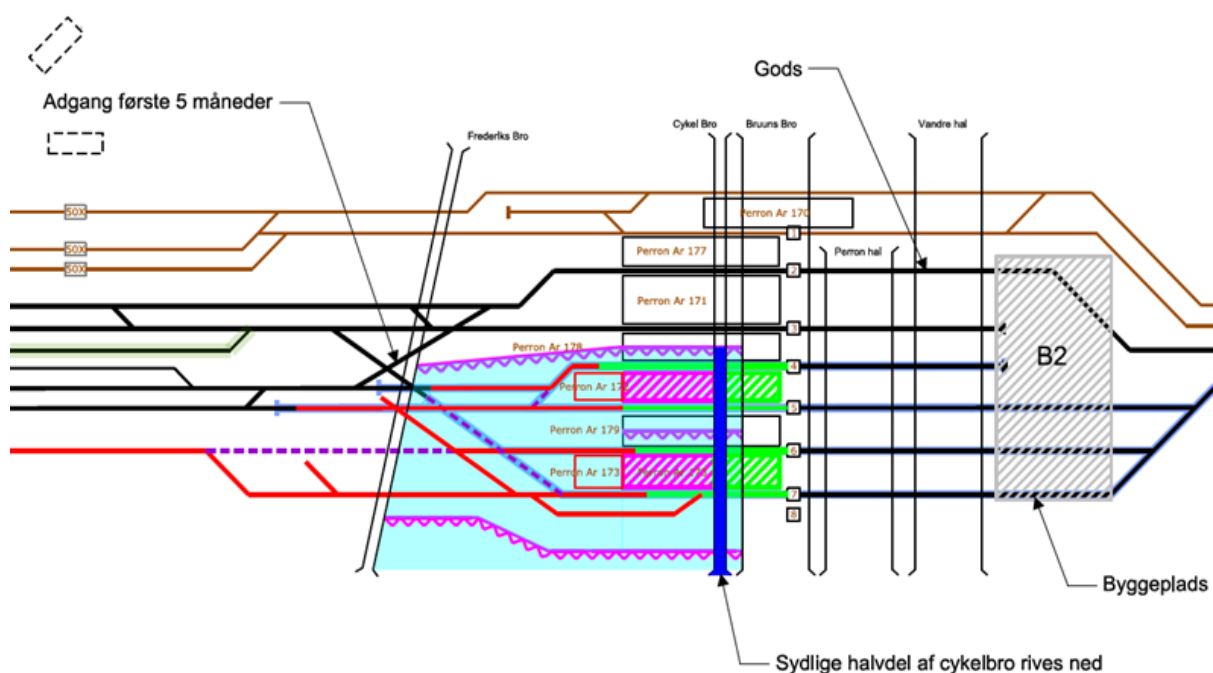 Gods
Adgang første 5 måneder
Frederiks Bro
Cykel Bro
Bruuns Bro
Vandre hal
50X
Perron Ar 170
1
50X
Perron Ar 177
Perron hal
50X
2
Perron Ar 171
3
Perron Ar 178
B2
4
5
Perron Ar 179
6
Perron Ar 173
7
8
Byggeplads
Sydlige halvdel af cykelbro rives ned